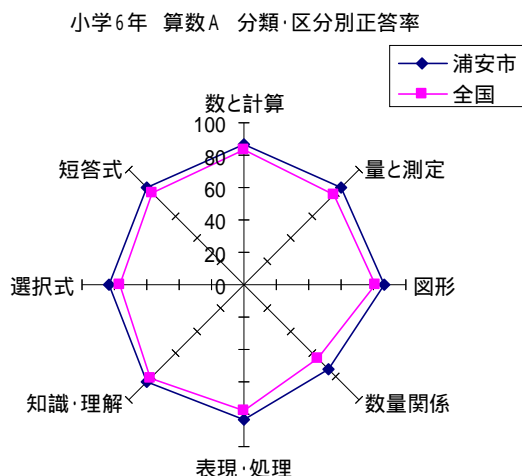 小学6年 算数A 分類･区分別正答率
浦安市
全国
数と計算
100
80
60
40
20
0
量と測定
図形
数量関係
表現･処理
知識･理解
選択式
短答式